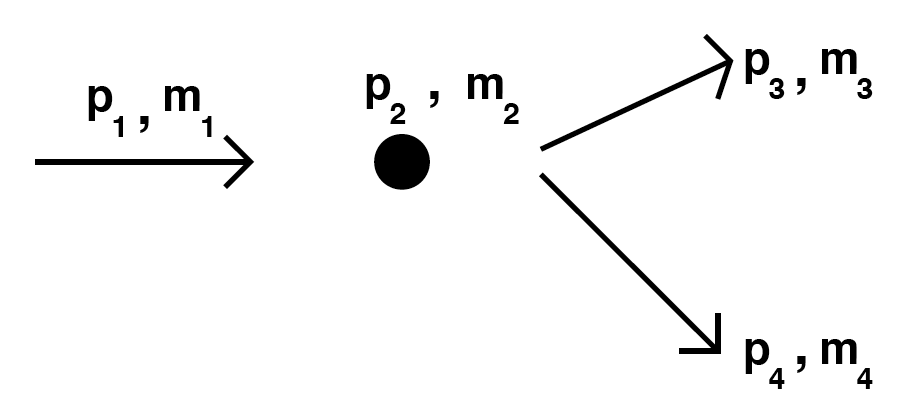 p₁, m₁
p₂, m₂
p₃, m₃
p₄, m₄